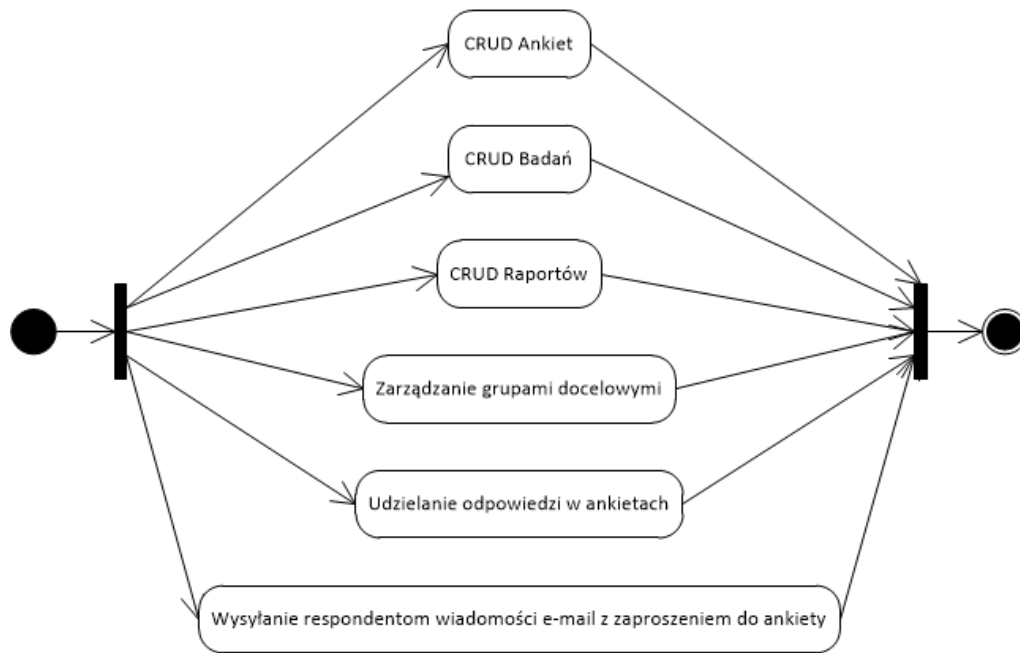 CRUD Ankiet
CRUD Badań
CRUD Raportów
Zarządzanie grupami docelowymi
Udzielanie odpowiedzi w ankietach
Wysyłanie respondentom wiadomości e-mail z zaproszeniem do ankiety